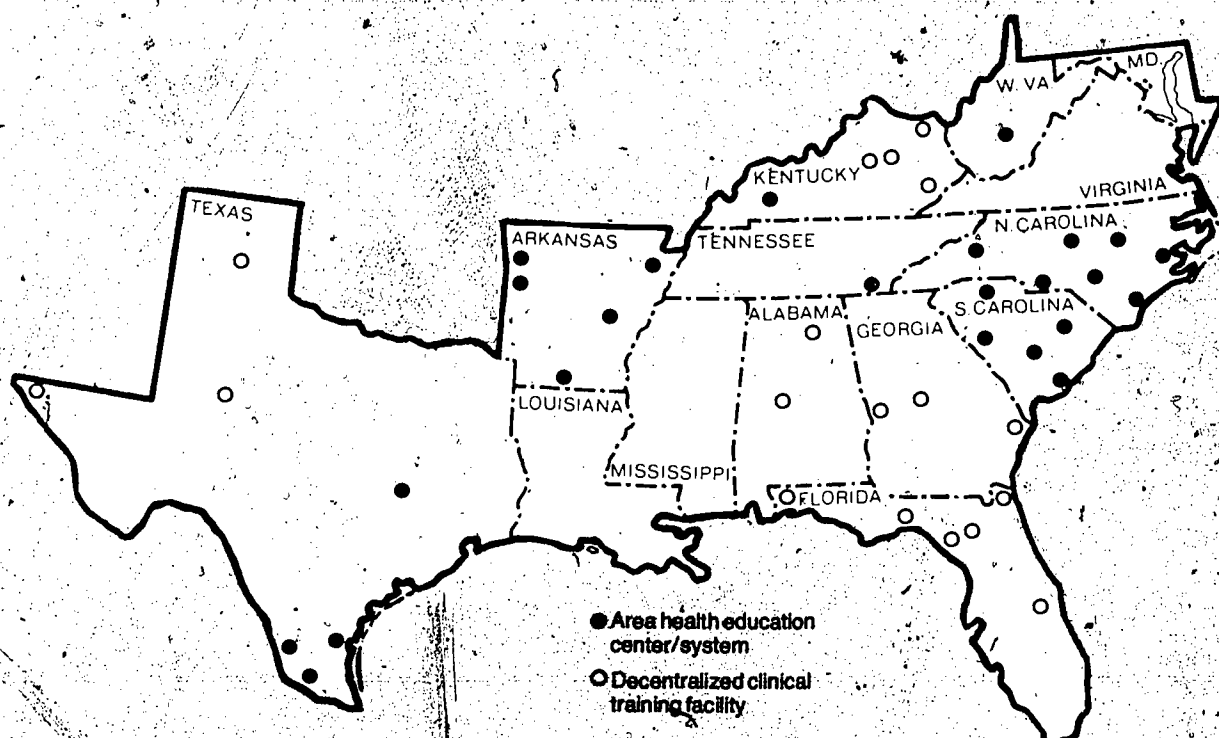 MD.
W. VA.
KENTUCKY
VIRGINIA
TEXAS
N. CAROLINA
ARKANSAS
TENNESSEE
S. CAROLINA
ALABAMA
GEORGIA
LOUISIANA
MISSISSIPPI
FLORIDA
Area health education
center/system
Decentralized clinical
training facility